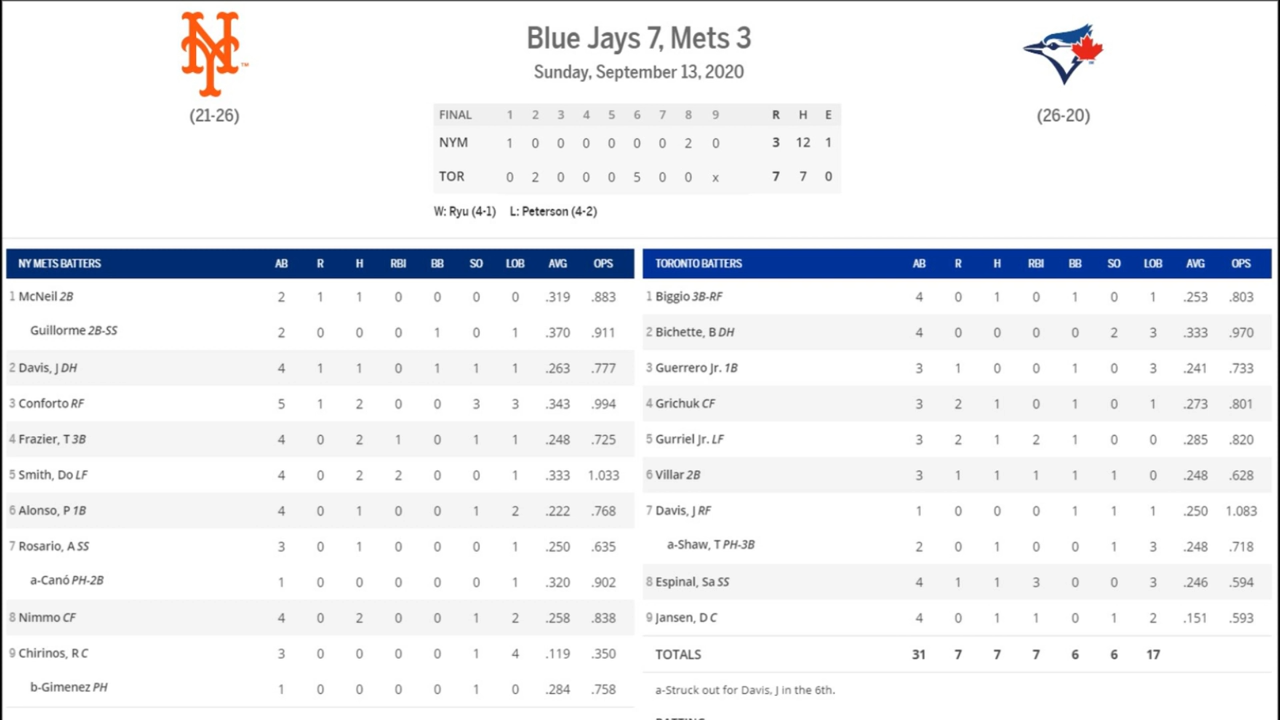 NY ™
Blue Jays 7, Mets 3
Sunday, September 13, 2020
(21-26)
(26-20)
FINAL 1 2 3 4 5 6 7 8 9 R H E
NYM 1 0 0 0 0 0 0 2 0 3 12 1
TOR 0 2 0 0 0 5 0 0 x 7 7 0
W: Ryu (4-1) L: Peterson (4-2)
NY METS BATTERS AB R H RBI BB SO LOB AVG OPS
1 McNeil 2B 2 1 1 0 0 0 0 .319 .883
Guillorme 2B-SS 2 0 0 0 1 0 1 .370 .911
2 Davis, J DH 4 1 1 0 1 1 1 .263 .777
3 Conforto RF 5 1 2 0 0 3 3 .343 .994
4 Frazier, T 3B 4 0 2 1 0 1 1 .248 .725
5 Smith, Do LF 4 0 2 2 0 0 1 .333 1.033
6 Alonso, P 1B 4 0 1 0 0 1 2 .222 .768
7 Rosario, A SS 3 0 1 0 0 0 1 .250 .635
a-Canó PH-2B 1 0 0 0 0 0 1 .320 .902
8 Nimmo CF 4 0 2 0 0 1 2 .258 .838
9 Chirinos, R C 3 0 0 0 0 1 4 .119 .350
b-Gimenez PH 1 0 0 0 0 1 0 .284 .758
TORONTO BATTERS AB R H RBI BB SO LOB AVG OPS
1 Biggio 3B-RF 4 0 1 0 1 0 1 .253 .803
2 Bichette, B DH 4 0 0 0 0 2 3 .333 .970
3 Guerrero Jr. 1B 3 1 0 0 1 0 3 .241 .733
4 Grichuk CF 3 2 1 0 1 0 1 .273 .801
5 Gurriel Jr. LF 3 2 1 2 1 0 0 .285 .820
6 Villar 2B 3 1 1 1 1 1 0 .248 .628
7 Davis, J RF 1 0 0 0 1 1 1 .250 1.083
a-Shaw, T PH-3B 2 0 1 0 0 1 3 .248 .718
8 Espinal, Sa SS 4 1 1 3 0 0 3 .246 .594
9 Jansen, D C 4 0 1 1 0 1 2 .151 .593
TOTALS 31 7 7 7 6 6 17
a-Struck out for Davis, J in the 6th.